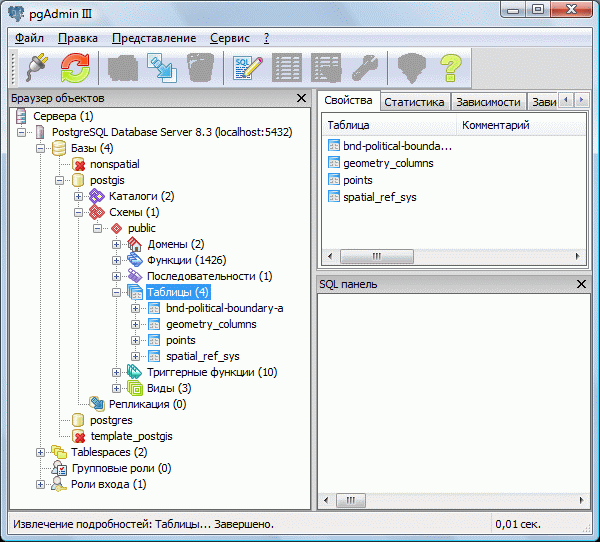 pgAdmin III
Файл Правка Представление Сервис ?
SQL
Браузер объектов
Сервера (1)
PostgreSQL Database Server 8.3 (localhost:5432)
Базы (4)
nonspatial
postgis
Каталоги (2)
Схемы (1)
public
Домены (2)
Функции (1426)
Последовательности (1)
Таблицы (4)
bnd-political-boundary-a
geometry_columns
points
spatial_ref_sys
Триггерные функции (10)
Виды (3)
Репликация (0)
postgres
template_postgis
Tablespaces (2)
Групповые роли (0)
Роли входа (1)
Свойства Статистика Зависимости Зави
Таблица Комментарий
bnd-political-bounda...
geometry_columns
points
spatial_ref_sys
SQL панель
Извлечение подробностей: Таблицы... Завершено. 0,01 сек.